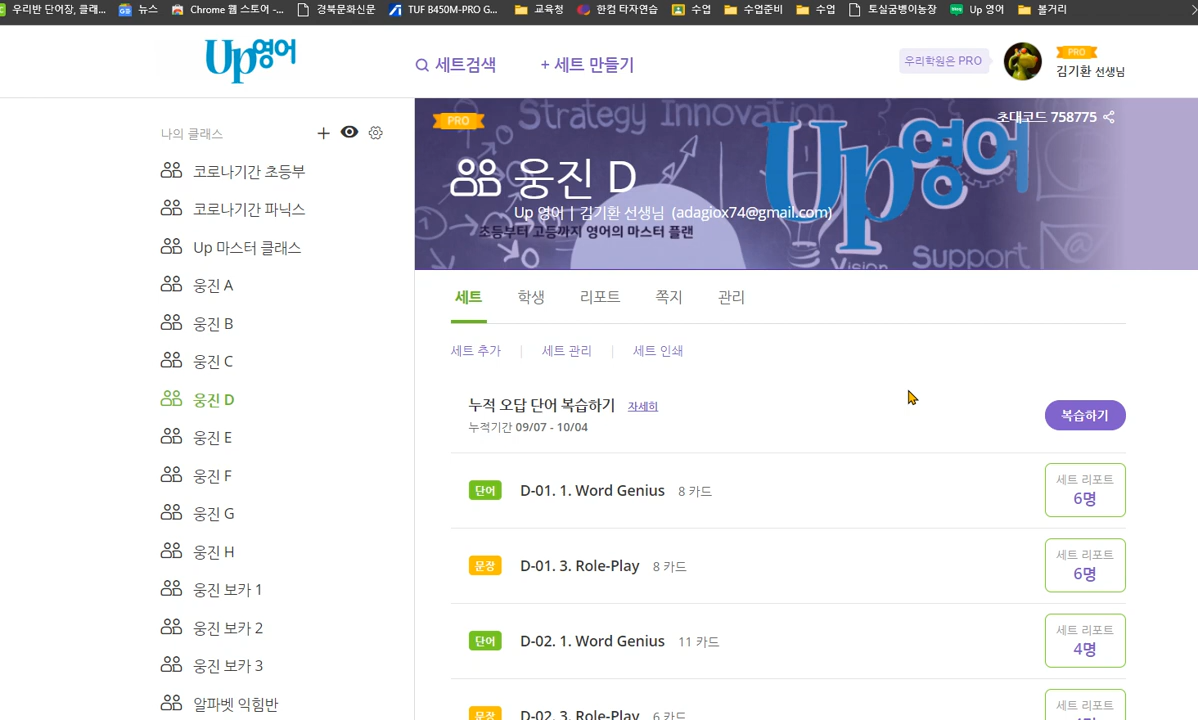 우리반 단어장, 클래... 뉴스 Chrome 웹 스토어 -... 경북문화신문 TUF B450M-PRO G... 교육청 한컴 타자연습 수업 수업준비 수업 토실굼벵이농장 Up 영어 볼거리
Up영어
세트검색
+ 세트 만들기
우리학원은 PRO
PRO
김기환 선생님
나의 클래스
코로나기간 초등부
코로나기간 파닉스
Up 마스터 클래스
웅진 A
웅진 B
웅진 C
웅진 D
웅진 E
웅진 F
웅진 G
웅진 H
웅진 보카 1
웅진 보카 2
웅진 보카 3
알파벳 익힘반
PRO
Strategy Innovation
초대코드 758775
Up영어
웅진 D
Up 영어 | 김기환 선생님 (adagiox74@gmail.com)
초등부터 고등까지 영어의 마스터 플랜
Vision
Support
세트 학생 리포트 쪽지 관리
세트 추가 | 세트 관리 | 세트 인쇄
누적 오답 단어 복습하기 자세히
누적기간 09/07 - 10/04
복습하기
단어 D-01. 1. Word Genius 8 카드
세트 리포트
6명
문장 D-01. 3. Role-Play 8 카드
세트 리포트
6명
단어 D-02. 1. Word Genius 11 카드
세트 리포트
4명
문장 D-02. 3. Role-Play 6 카드
세트 리포트